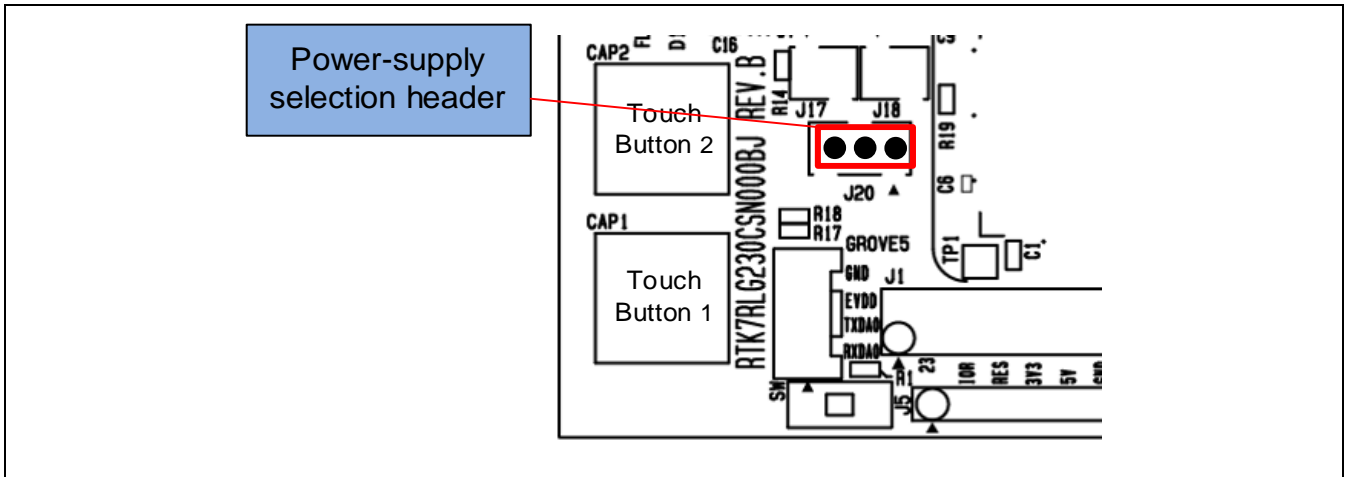 Power-supply
selection header
CAP2
C16
R14
J17
J18
R19
C6
Touch
Button 2
J20
RTK7RLG230CSN000BJ REV.B
CAP1
R18
R17
GROVE5
GND
EVDD
TXDA0
RXDA0
J1
TP1
C1
Touch
Button 1
R1
SW
J5
23
IOR
RES
3V3
5V
GND